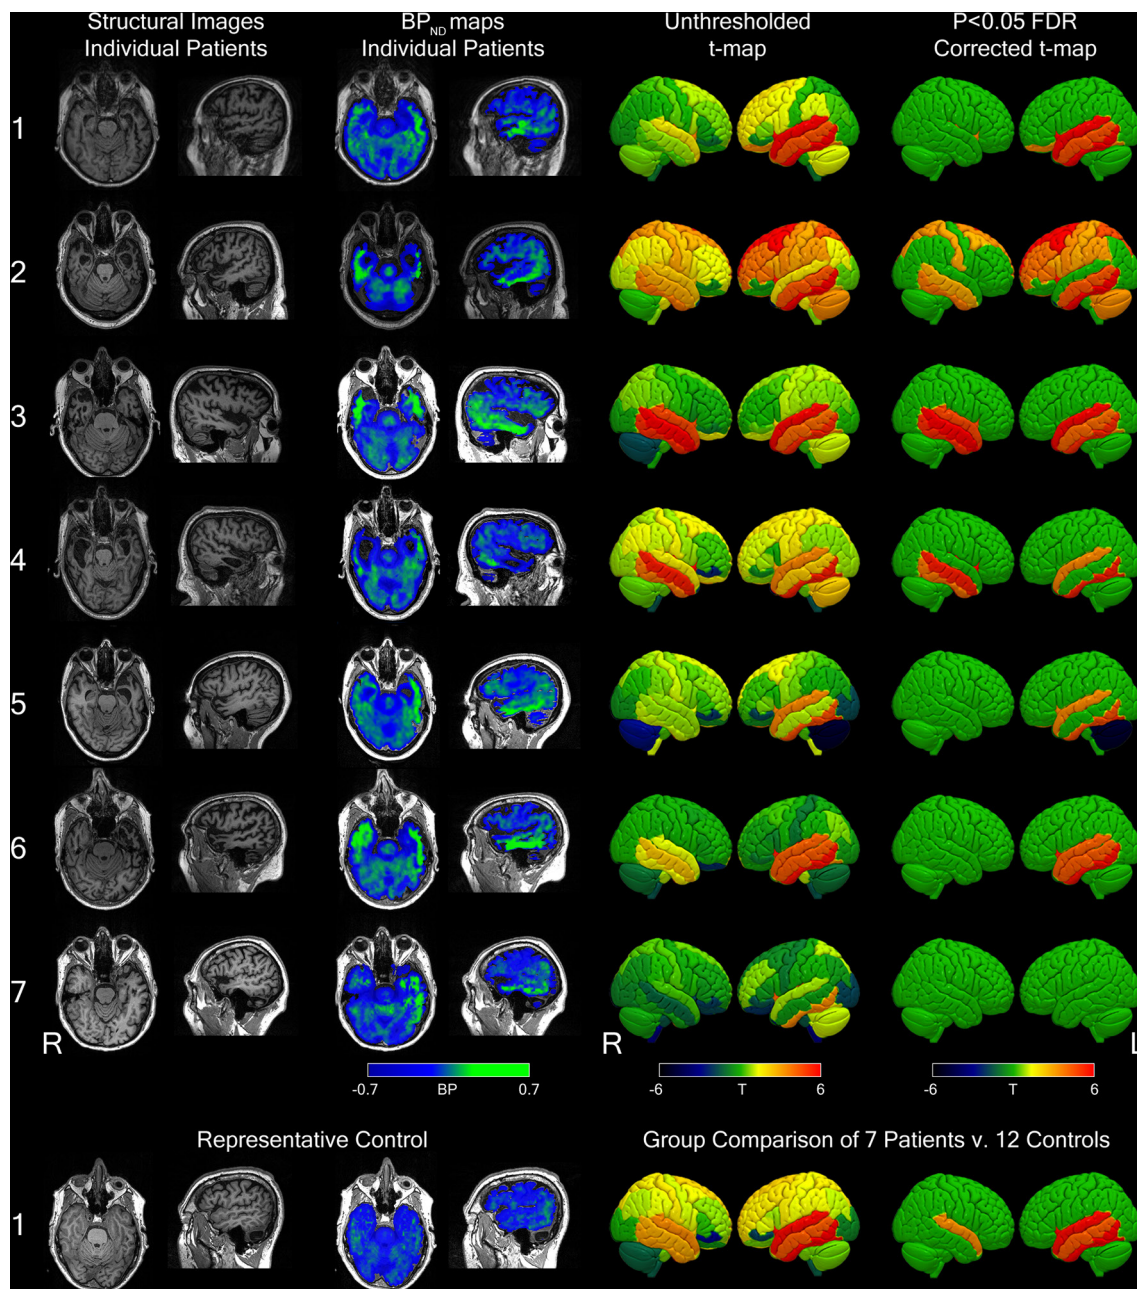 Structural Images
Individual Patients
BP_ND maps
Individual Patients
Unthresholded
t-map
P<0.05 FDR
Corrected t-map
1
2
3
4
5
6
7
R
R
L
-0.7 BP 0.7
-6 T 6
-6 T 6
Representative Control
Group Comparison of 7 Patients v. 12 Controls
1